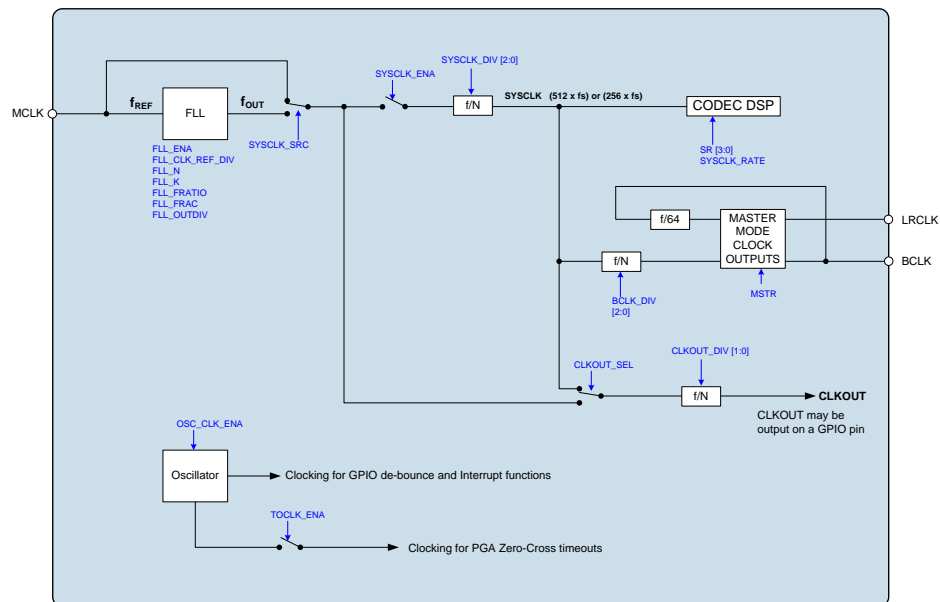 SYSCLK_DIV [2:0]
SYSCLK_ENA
MCLK
fREF
FLL
fOUT
f/N
SYSCLK (512 x fs) or (256 x fs)
CODEC DSP
SYSCLK_SRC
FLL_ENA
FLL_CLK_REF_DIV
FLL_N
FLL_K
FLL_FRATIO
FLL_FRAC
FLL_OUTDIV
SR [3:0]
SYSCLK_RATE
f/64
MASTER
MODE
CLOCK
OUTPUTS
LRCLK
BCLK
f/N
BCLK_DIV
[2:0]
MSTR
CLKOUT_SEL
CLKOUT_DIV [1:0]
f/N
CLKOUT
CLKOUT may be
output on a GPIO pin
OSC_CLK_ENA
Oscillator
Clocking for GPIO de-bounce and Interrupt functions
TOCLK_ENA
Clocking for PGA Zero-Cross timeouts